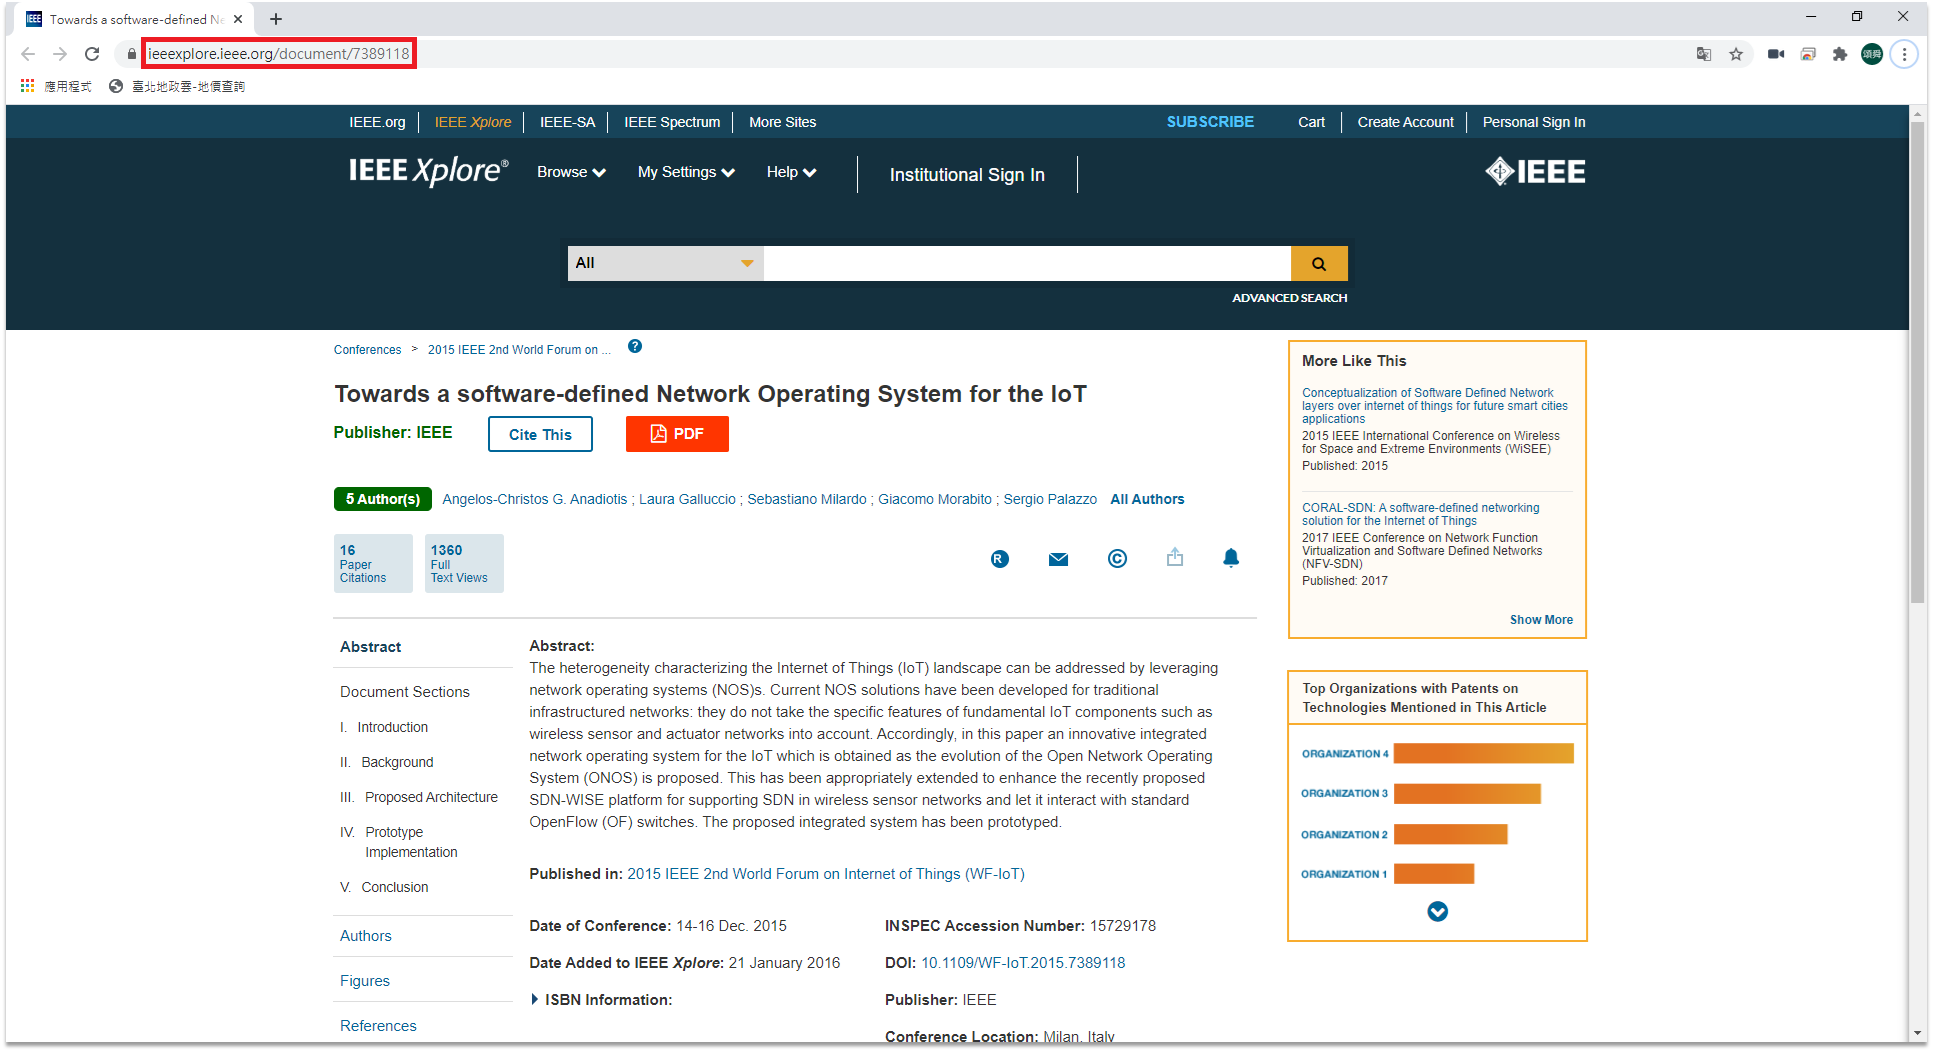 IEEE Towards a software-defined Ne
ieeexplore.ieee.org/document/7389118
頌舜
應用程式 臺北地政雲-地價查詢
IEEE.org IEEE Xplore IEEE-SA IEEE Spectrum More Sites SUBSCRIBE Cart Create Account Personal Sign In
IEEE Xplore® Browse My Settings Help Institutional Sign In IEEE
All
ADVANCED SEARCH
Conferences > 2015 IEEE 2nd World Forum on ... ?
Towards a software-defined Network Operating System for the IoT
Publisher: IEEE Cite This PDF
5 Author(s) Angelos-Christos G. Anadiotis ; Laura Galluccio ; Sebastiano Milardo ; Giacomo Morabito ; Sergio Palazzo All Authors
16
Paper
Citations
1360
Full
Text Views
R ©
Abstract
Document Sections
I. Introduction
II. Background
III. Proposed Architecture
IV. Prototype
Implementation
V. Conclusion
Authors
Figures
References
Abstract:
The heterogeneity characterizing the Internet of Things (IoT) landscape can be addressed by leveraging
network operating systems (NOS)s. Current NOS solutions have been developed for traditional
infrastructured networks: they do not take the specific features of fundamental IoT components such as
wireless sensor and actuator networks into account. Accordingly, in this paper an innovative integrated
network operating system for the IoT which is obtained as the evolution of the Open Network Operating
System (ONOS) is proposed. This has been appropriately extended to enhance the recently proposed
SDN-WISE platform for supporting SDN in wireless sensor networks and let it interact with standard
OpenFlow (OF) switches. The proposed integrated system has been prototyped.
Published in: 2015 IEEE 2nd World Forum on Internet of Things (WF-IoT)
Date of Conference: 14-16 Dec. 2015
Date Added to IEEE Xplore: 21 January 2016
ISBN Information:
INSPEC Accession Number: 15729178
DOI: 10.1109/WF-IoT.2015.7389118
Publisher: IEEE
Conference Location: Milan, Italy
More Like This
Conceptualization of Software Defined Network
layers over internet of things for future smart cities
applications
2015 IEEE International Conference on Wireless
for Space and Extreme Environments (WiSEE)
Published: 2015
CORAL-SDN: A software-defined networking
solution for the Internet of Things
2017 IEEE Conference on Network Function
Virtualization and Software Defined Networks
(NFV-SDN)
Published: 2017
Show More
Top Organizations with Patents on
Technologies Mentioned in This Article
ORGANIZATION 4
ORGANIZATION 3
ORGANIZATION 2
ORGANIZATION 1